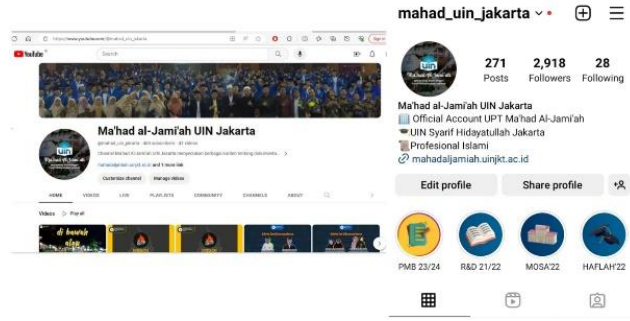 YouTube
Search
Ma'had al-Jami'ah UIN Jakarta
Customize channel
Manage videos
HOME
VIDEOS
LIVE
PLAYLISTS
COMMUNITY
CHANNELS
ABOUT
Videos
Play all
di bawah
atap
mahad_uin_jakarta
271
2,918
28
Posts
Followers
Following
Ma'had al-Jami'ah UIN Jakarta
Official Account UPT Ma'had Al-Jami'ah
UIN Syarif Hidayatullah Jakarta
Profesional Islami
mahadaljamiah.uinjkt.ac.id
Edit profile
Share profile
PMB 23/24
R&D 21/22
MOSA'22
HAFLAH'22